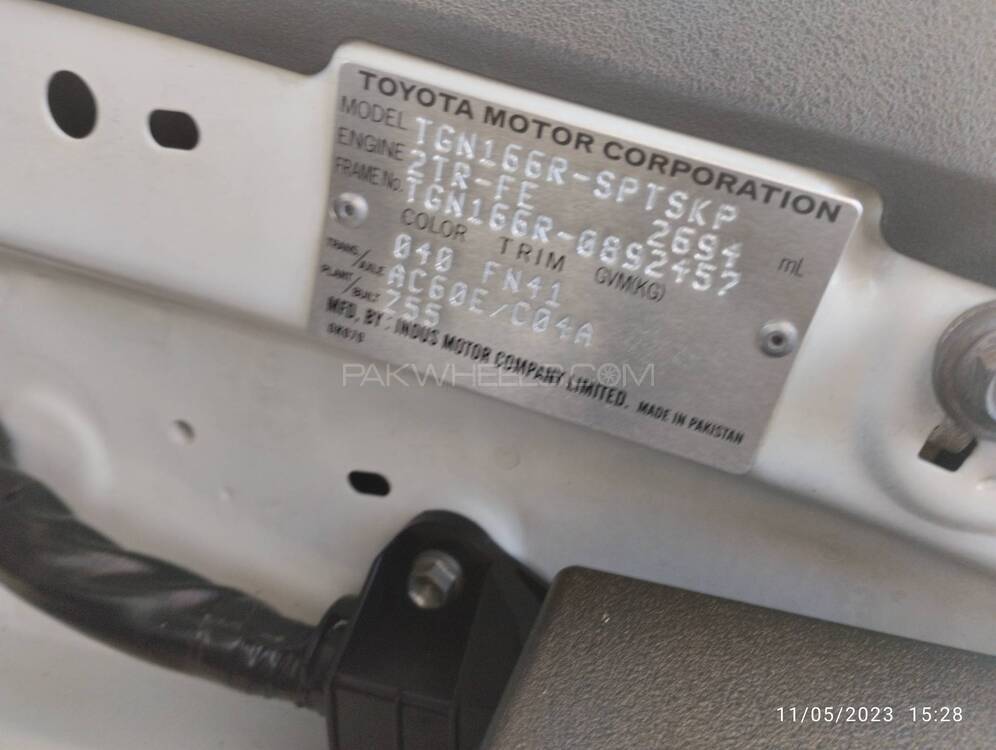 TOYOTA MOTOR CORPORATION
MODEL TGN166R-SPTSKP
ENGINE 2TR-FE 2694 mL
FRAME No. TGN166R-0892457
COLOR TRIM GVM(KG)
040 FN41
TRANS/AXLE AC60E/C04A
PLANT/BUILT Z55
MFD. BY: INDUS MOTOR COMPANY LIMITED. MADE IN PAKISTAN
0K070
PAKWHEELS.COM
11/05/2023 15:28